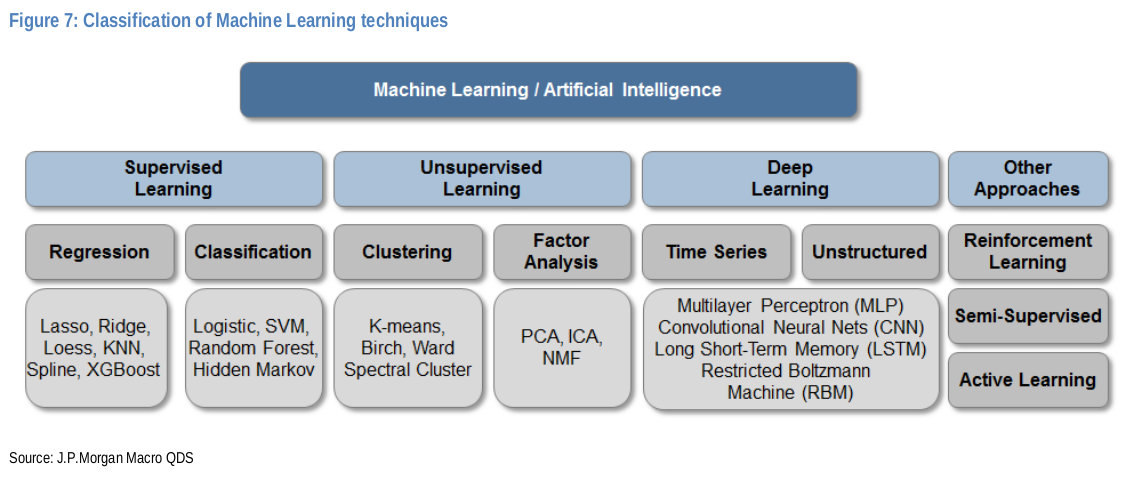 Figure 7: Classification of Machine Learning techniques
Machine Learning / Artificial Intelligence
Supervised
Learning
Unsupervised
Learning
Deep
Learning
Other
Approaches
Regression
Classification
Clustering
Factor
Analysis
Time Series
Unstructured
Reinforcement
Learning
Lasso, Ridge,
Loess, KNN,
Spline, XGBoost
Logistic, SVM,
Random Forest,
Hidden Markov
K-means,
Birch, Ward
Spectral Cluster
PCA, ICA,
NMF
Multilayer Perceptron (MLP)
Convolutional Neural Nets (CNN)
Long Short-Term Memory (LSTM)
Restricted Boltzmann
Machine (RBM)
Semi-Supervised
Active Learning
Source: J.P.Morgan Macro QDS